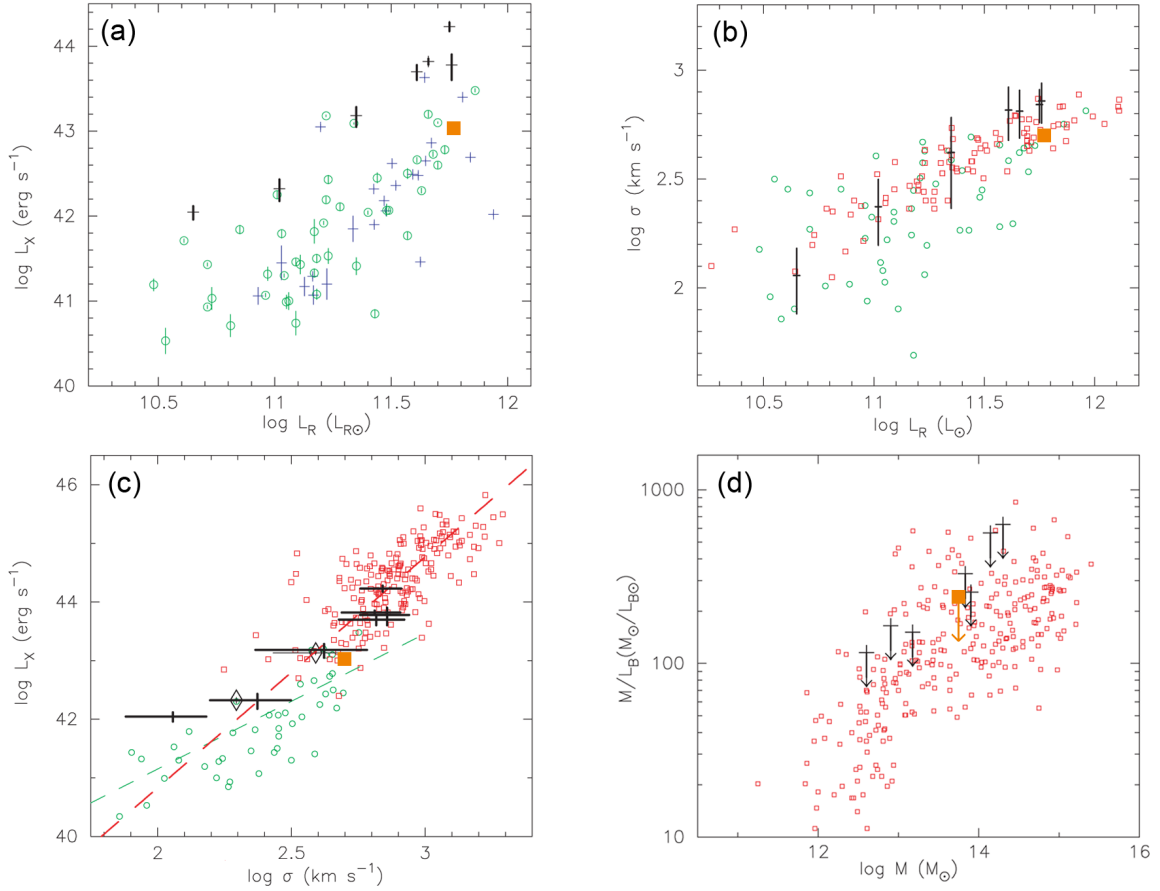 (a)
44
43
42
41
40
log L_X (erg s⁻¹)
10.5 11 11.5 12
log L_R (L_R⊙)
(b)
3
2.5
2
log σ (km s⁻¹)
10.5 11 11.5 12
log L_R (L⊙)
(c)
46
44
42
40
log L_X (erg s⁻¹)
2 2.5 3
log σ (km s⁻¹)
(d)
1000
100
10
M/L_B(M⊙/L_B⊙)
12 14 16
log M (M⊙)